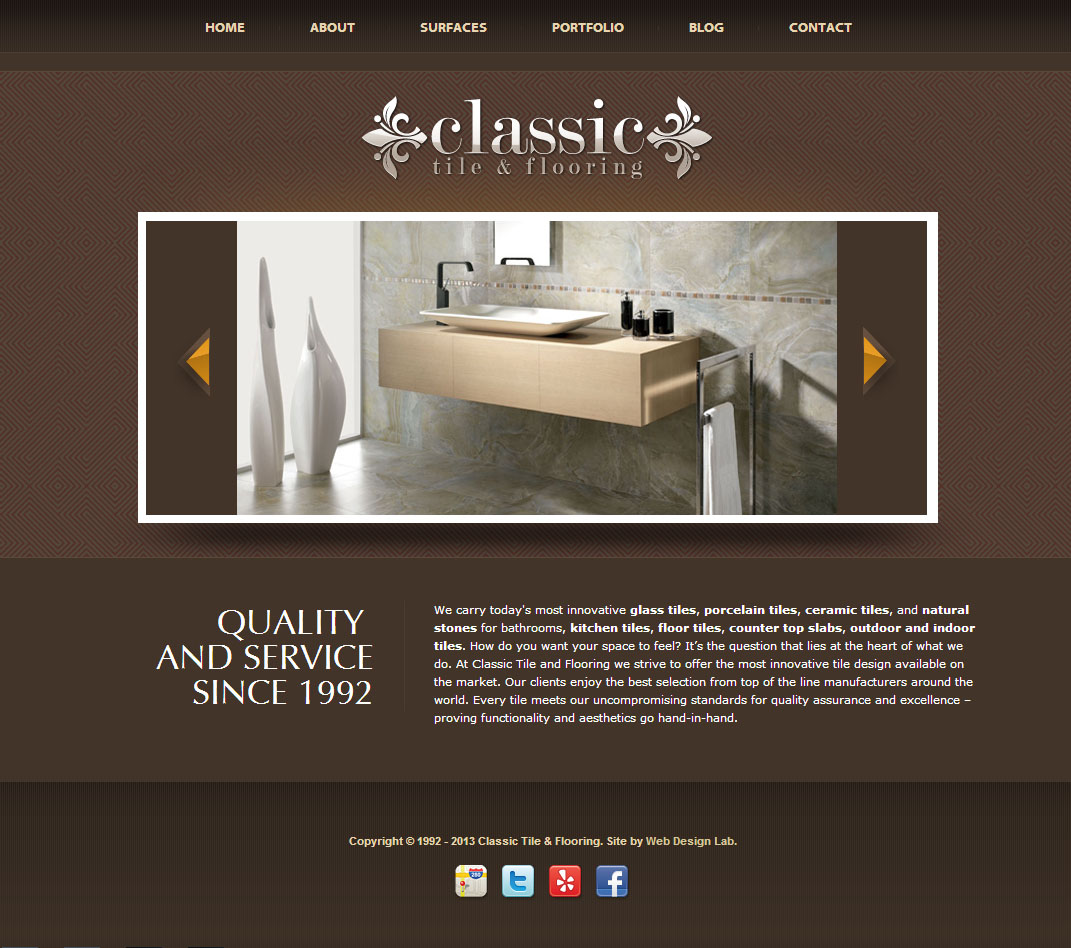 HOME ABOUT SURFACES PORTFOLIO BLOG CONTACT
classic
tile & flooring
QUALITY
AND SERVICE
SINCE 1992
We carry today's most innovative glass tiles, porcelain tiles, ceramic tiles, and natural
stones for bathrooms, kitchen tiles, floor tiles, counter top slabs, outdoor and indoor
tiles. How do you want your space to feel? It’s the question that lies at the heart of what we
do. At Classic Tile and Flooring we strive to offer the most innovative tile design available on
the market. Our clients enjoy the best selection from top of the line manufacturers around the
world. Every tile meets our uncompromising standards for quality assurance and excellence –
proving functionality and aesthetics go hand-in-hand.
Copyright © 1992 - 2013 Classic Tile & Flooring. Site by Web Design Lab.
280